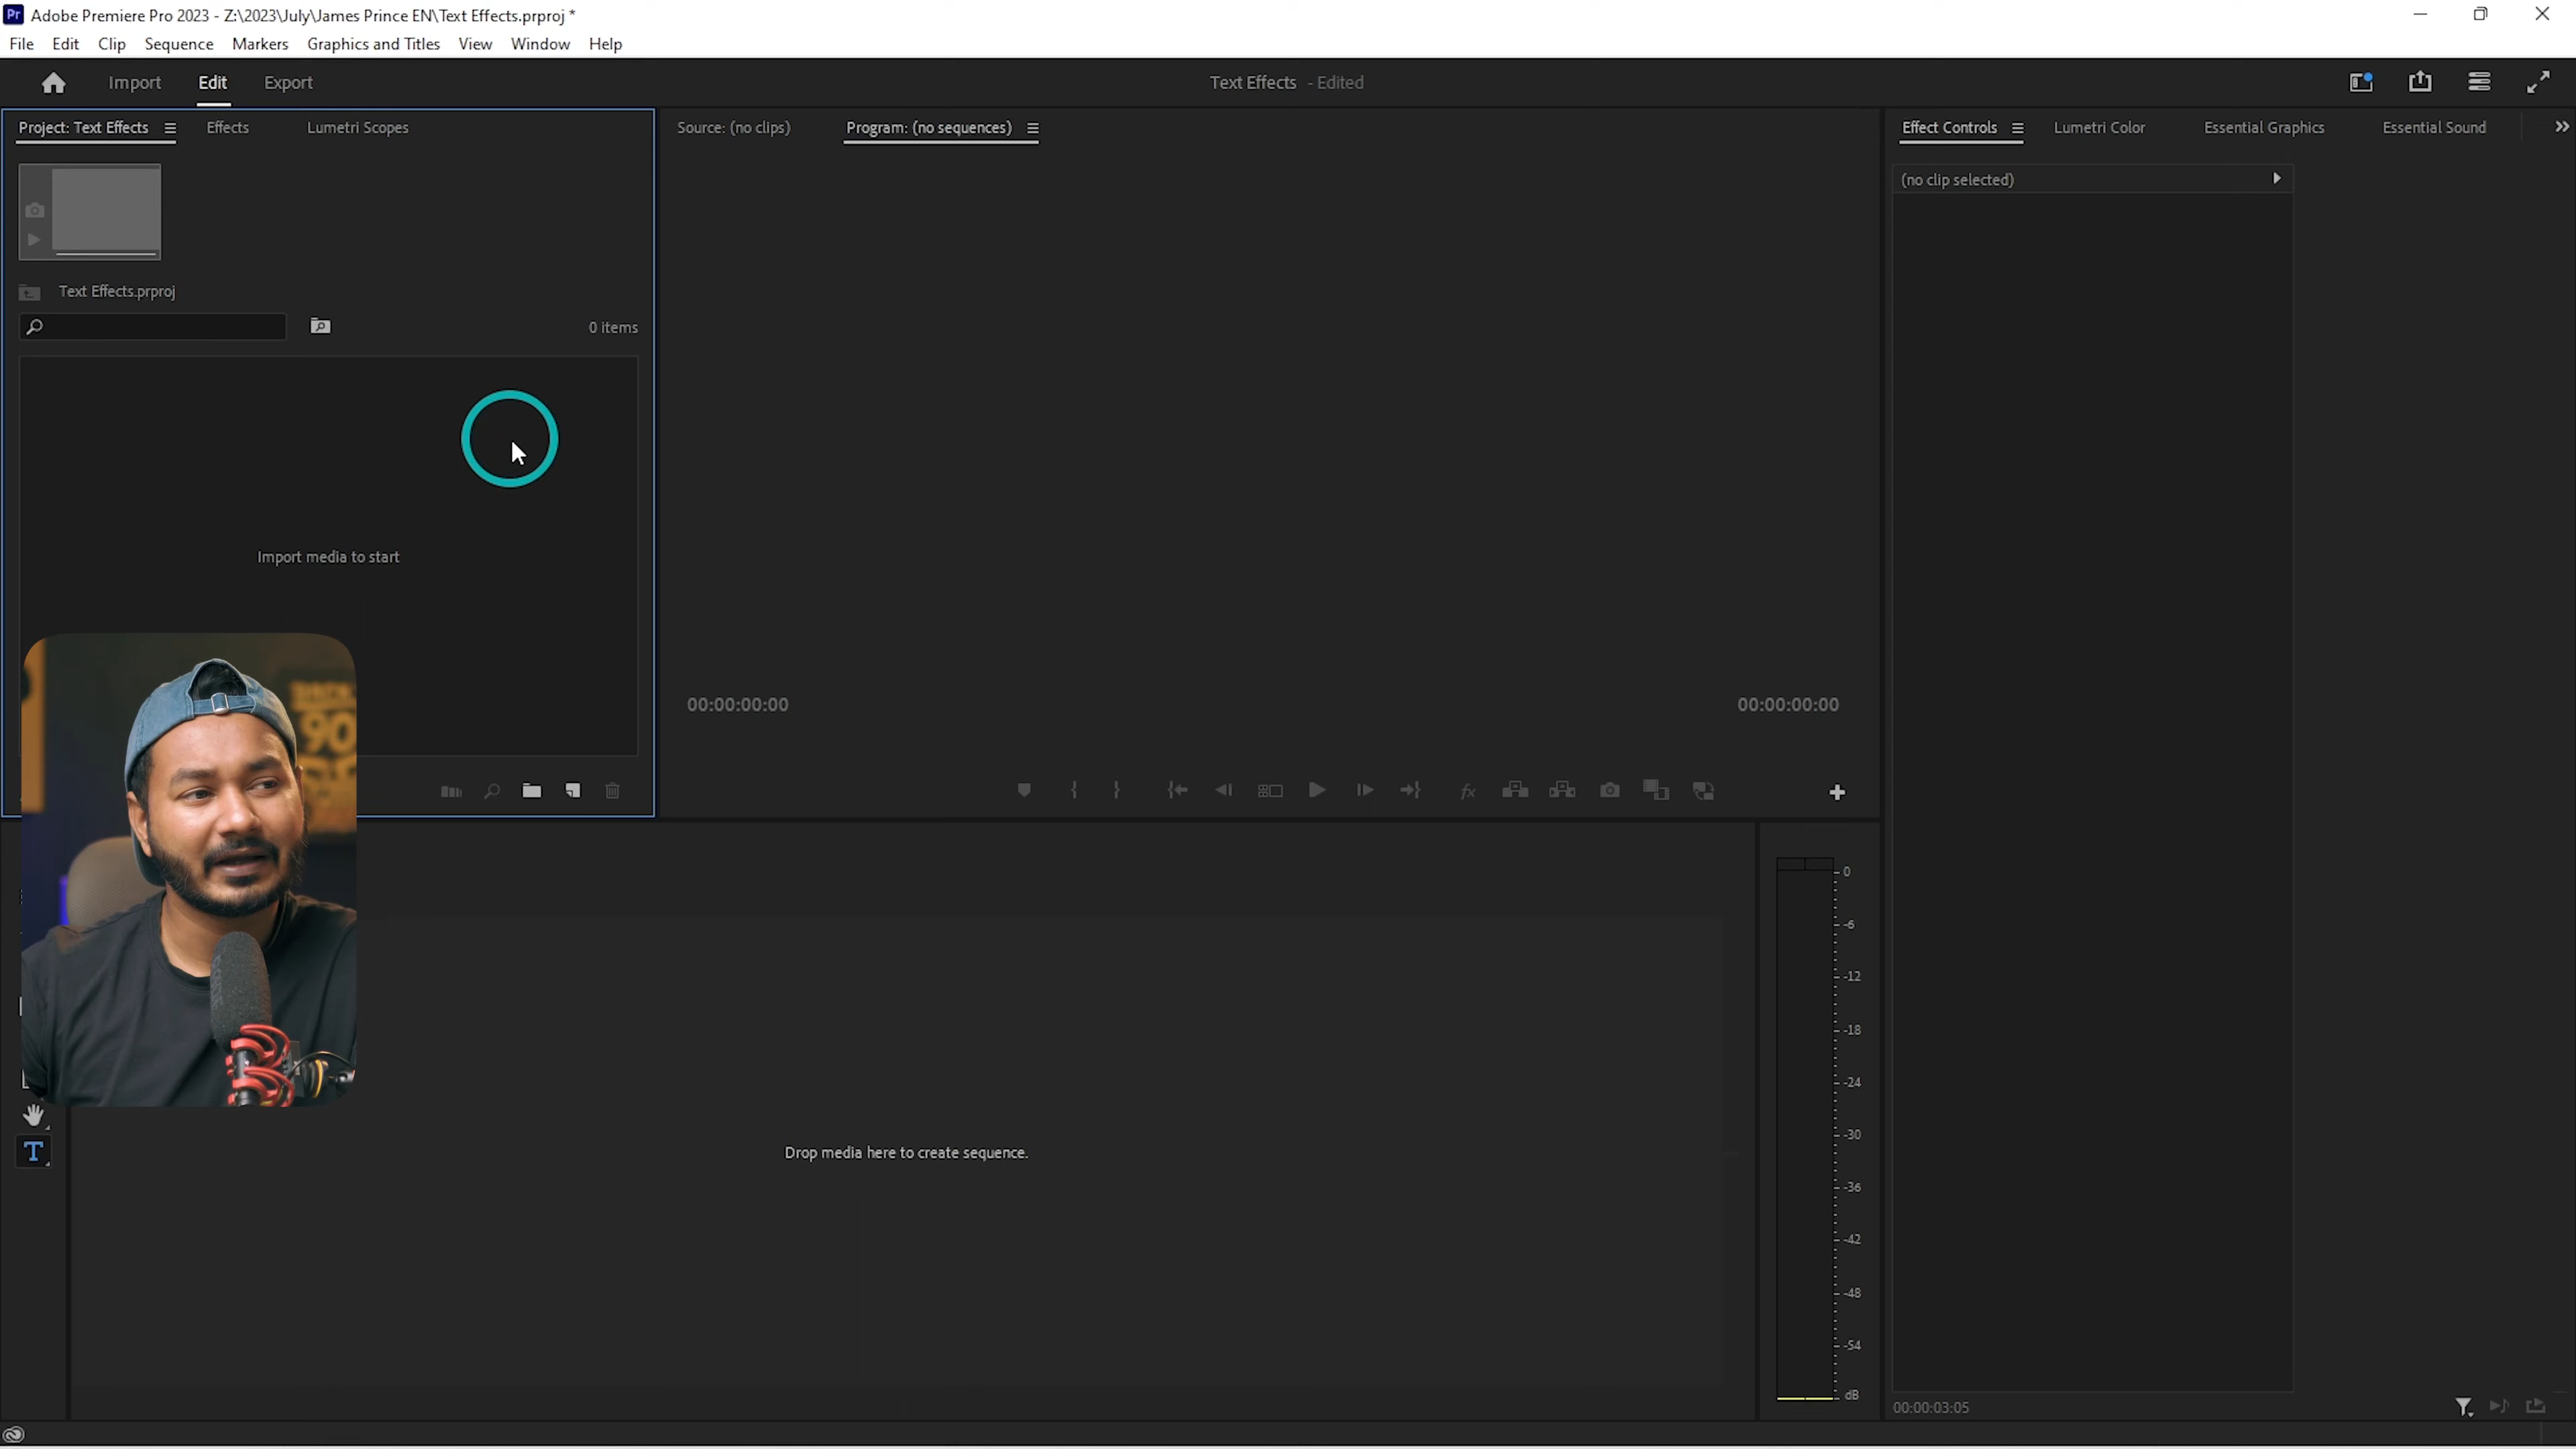 Pr Adobe Premiere Pro 2023 - Z:\2023\July\James Prince EN\Text Effects.prproj *
File Edit Clip Sequence Markers Graphics and Titles View Window Help
Import Edit Export Text Effects - Edited
Project: Text Effects Effects Lumetri Scopes Source: (no clips) Program: (no sequences) Effect Controls Lumetri Color Essential Graphics Essential Sound
(no clip selected)
Text Effects.prproj
0 items
Import media to start
00:00:00:00 00:00:00:00
90
fx
0
-6
-12
-18
-24
-30
-36
-42
-48
-54
dB
T
Drop media here to create sequence.
00:00:03:05